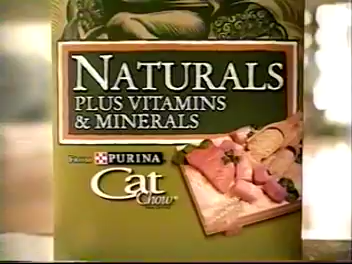 NATURALS
PLUS VITAMINS
& MINERALS
PURINA
Cat
Chow